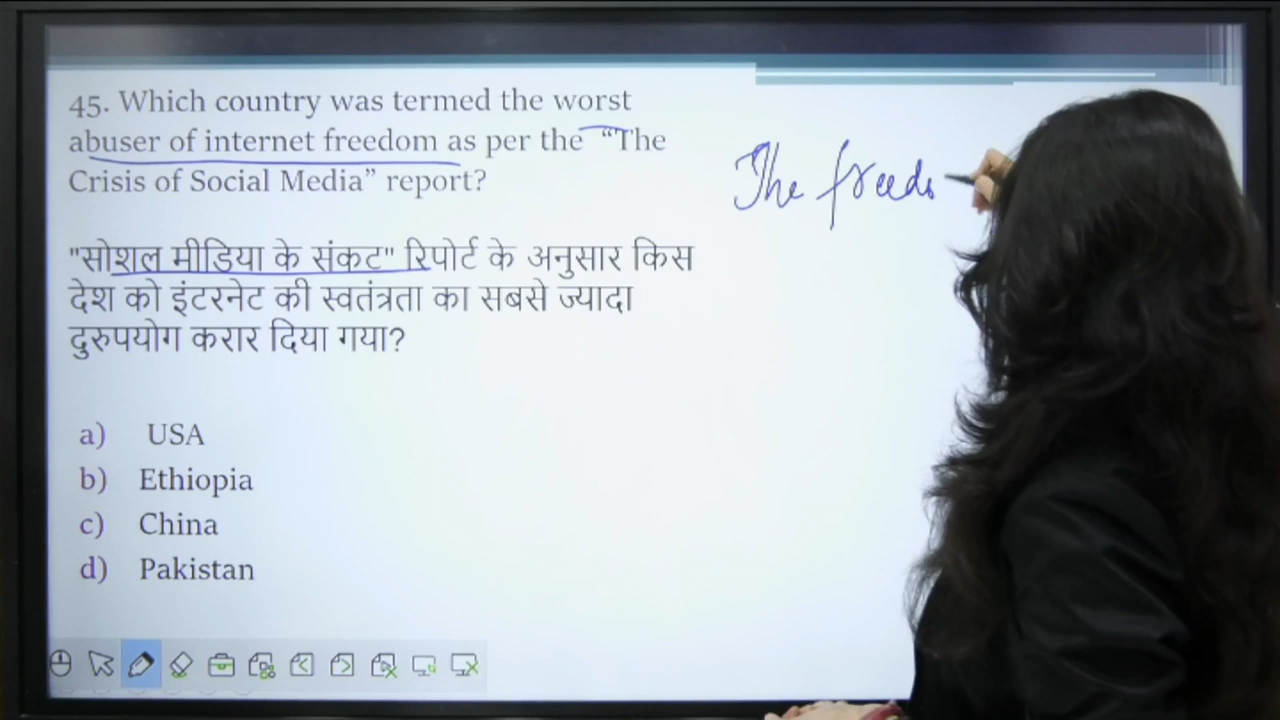 45. Which country was termed the worst
abuser of internet freedom as per the “The
Crisis of Social Media” report?
"सोशल मीडिया के संकट" रिपोर्ट के अनुसार किस
देश को इंटरनेट की स्वतंत्रता का सबसे ज्यादा
दुरुपयोग करार दिया गया?
a) USA
b) Ethiopia
c) China
d) Pakistan
The freedo